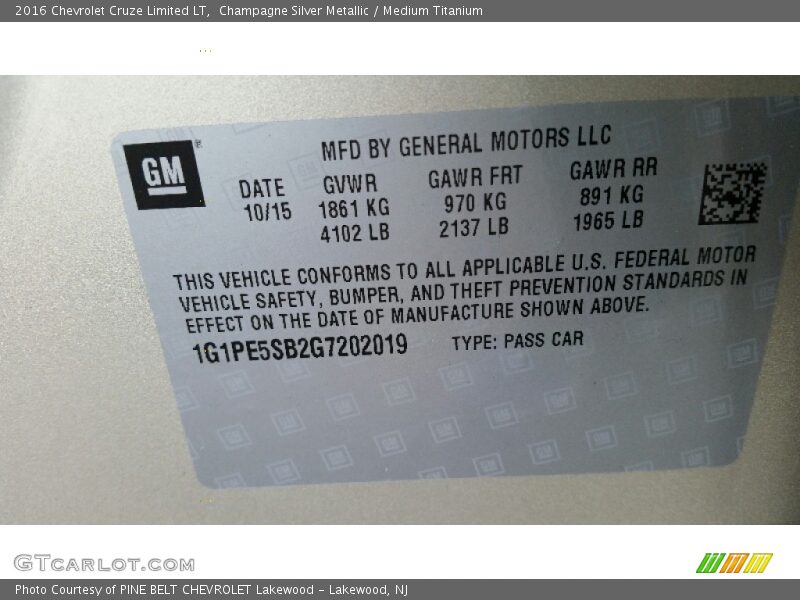 2016 Chevrolet Cruze Limited LT, Champagne Silver Metallic / Medium Titanium
GM
MFD BY GENERAL MOTORS LLC
DATE GVWR GAWR FRT GAWR RR
10/15 1861 KG 970 KG 891 KG
4102 LB 2137 LB 1965 LB
THIS VEHICLE CONFORMS TO ALL APPLICABLE U.S. FEDERAL MOTOR
VEHICLE SAFETY, BUMPER, AND THEFT PREVENTION STANDARDS IN
EFFECT ON THE DATE OF MANUFACTURE SHOWN ABOVE.
1G1PE5SB2G7202019 TYPE: PASS CAR
GTCARLOT.COM
Photo Courtesy of PINE BELT CHEVROLET Lakewood - Lakewood, NJ